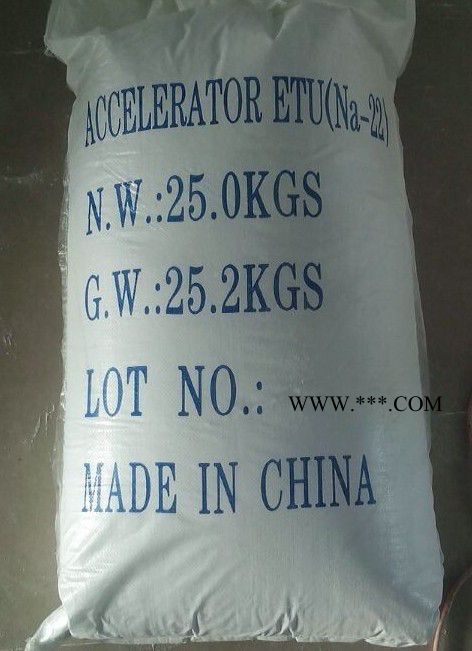 ACCELERATOR ETU(Na-22)
N.W.:25.0KGS
G.W.:25.2KGS
LOT NO.:
WWW.***.COM
MADE IN CHINA